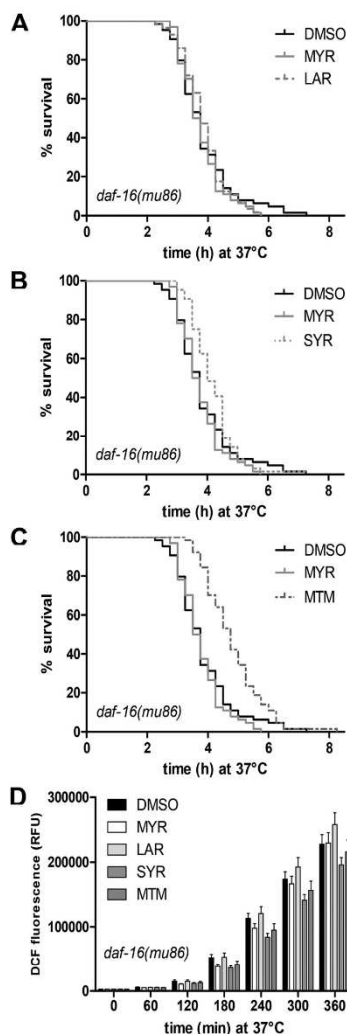 A
100
80
60
40
20
0
% survival
DMSO
MYR
LAR
daf-16(mu86)
0 2 4 6 8
time (h) at 37°C
B
100
80
60
40
20
0
% survival
DMSO
MYR
SYR
daf-16(mu86)
0 2 4 6 8
time (h) at 37°C
C
100
80
60
40
20
0
% survival
DMSO
MYR
MTM
daf-16(mu86)
0 2 4 6 8
time (h) at 37°C
D
300000
200000
100000
0
DCF fluorescence (RFU)
DMSO
MYR
LAR
SYR
MTM
daf-16(mu86)
0 60 120 180 240 300 360
time (min) at 37°C